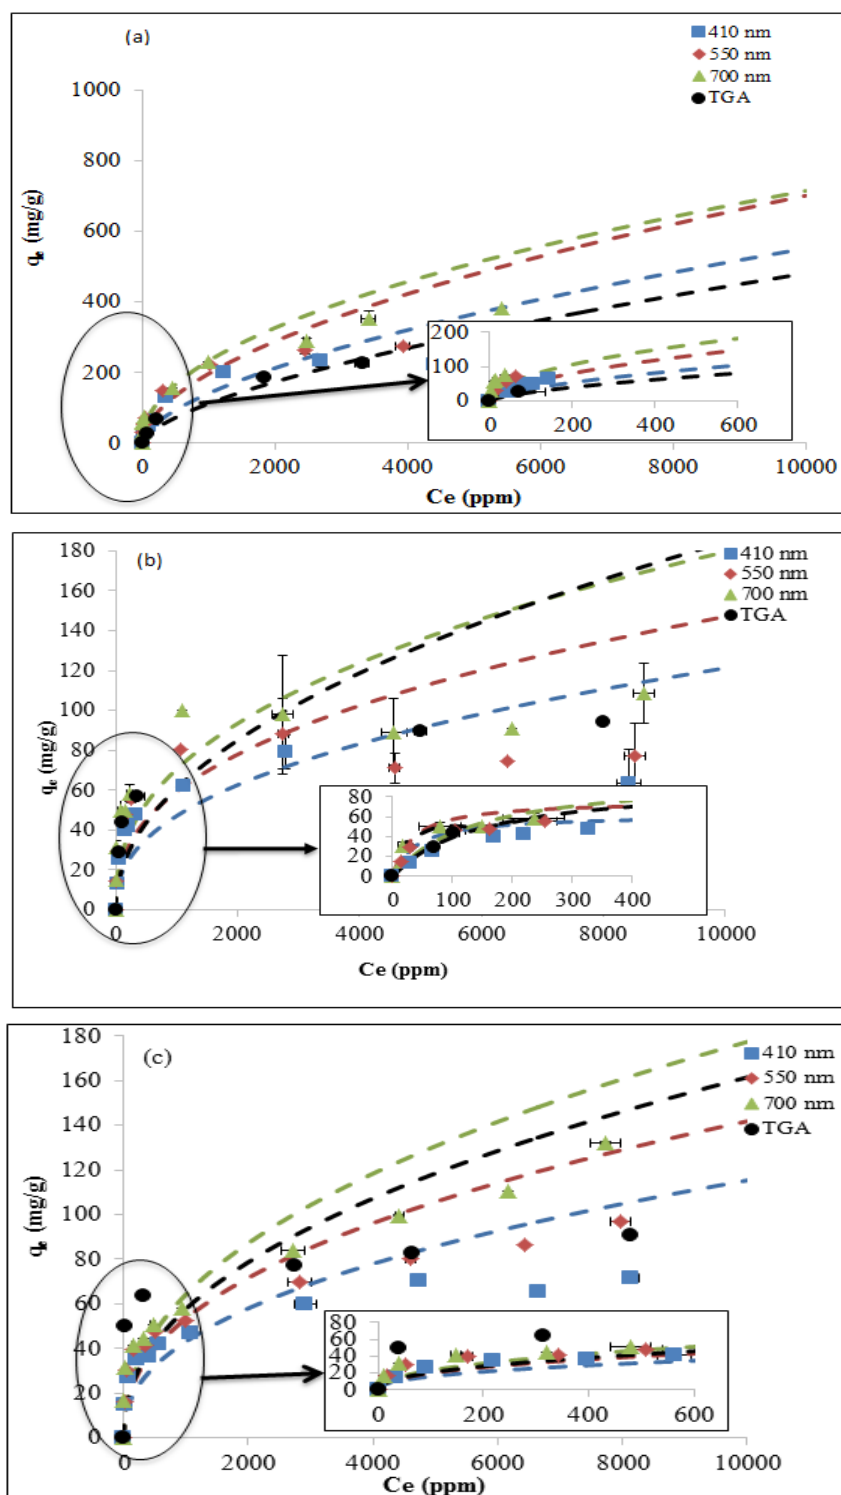 (a)
410 nm
550 nm
700 nm
TGA
1000
800
600
400
200
0
qe (mg/g)
200
100
0
0 200 400 600
0 2000 4000 6000 8000 10000
Ce (ppm)
(b)
410 nm
550 nm
700 nm
TGA
180
160
140
120
100
80
60
40
20
0
qe (mg/g)
80
60
40
20
0
0 100 200 300 400
0 2000 4000 6000 8000 10000
Ce (ppm)
(c)
410 nm
550 nm
700 nm
TGA
180
160
140
120
100
80
60
40
20
0
qe (mg/g)
80
60
40
20
0
0 200 400 600
0 2000 4000 6000 8000 10000
Ce (ppm)